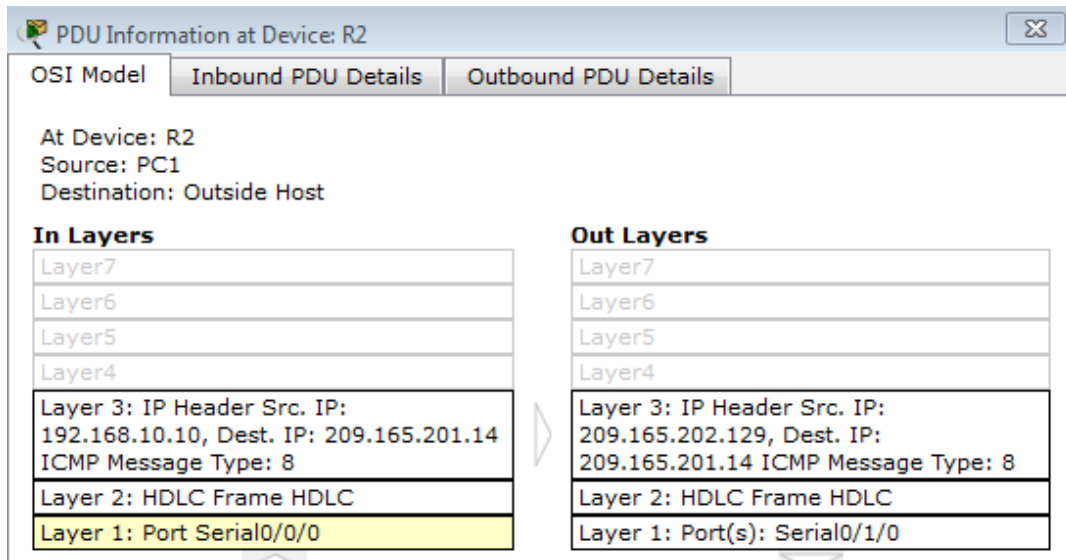 PDU Information at Device: R2
OSI Model
Inbound PDU Details
Outbound PDU Details
At Device: R2
Source: PC1
Destination: Outside Host
In Layers
Layer7
Layer6
Layer5
Layer4
Layer 3: IP Header Src. IP:
192.168.10.10, Dest. IP: 209.165.201.14
ICMP Message Type: 8
Layer 2: HDLC Frame HDLC
Layer 1: Port Serial0/0/0
Out Layers
Layer7
Layer6
Layer5
Layer4
Layer 3: IP Header Src. IP:
209.165.202.129, Dest. IP:
209.165.201.14 ICMP Message Type: 8
Layer 2: HDLC Frame HDLC
Layer 1: Port(s): Serial0/1/0